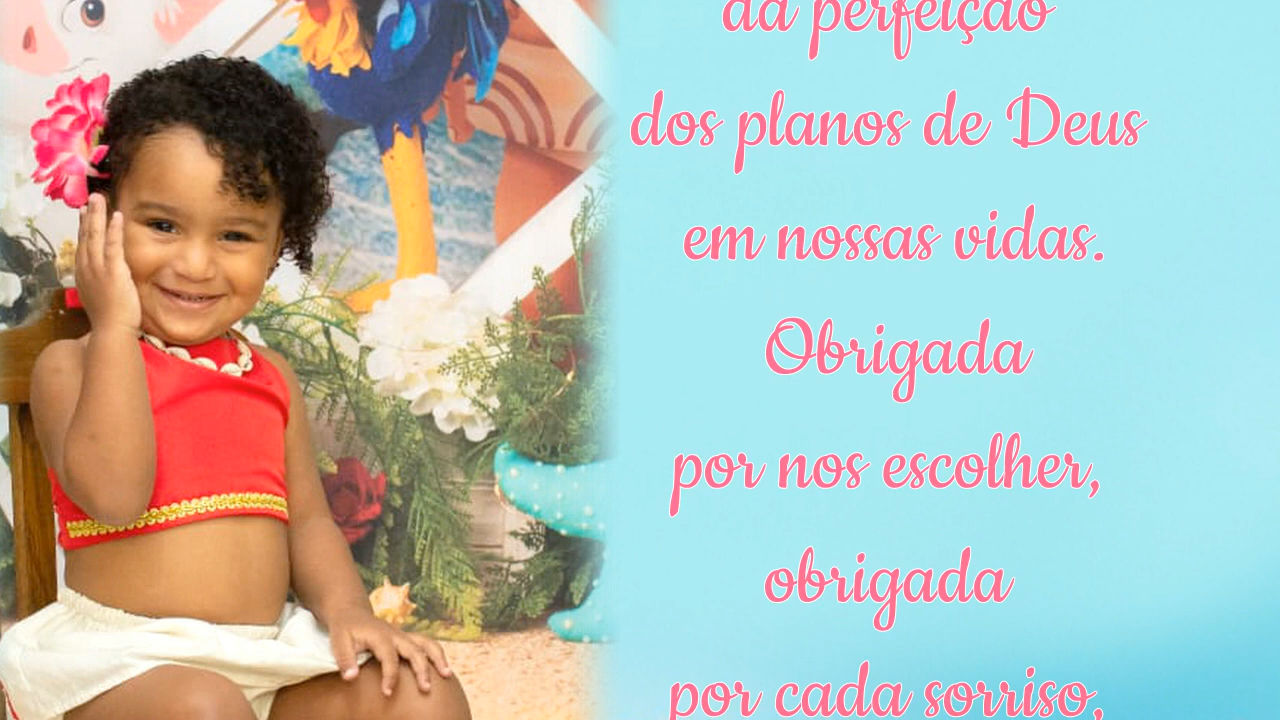 da perfeição
dos planos de Deus
em nossas vidas.
Obrigada
por nos escolher,
obrigada
por cada sorriso,